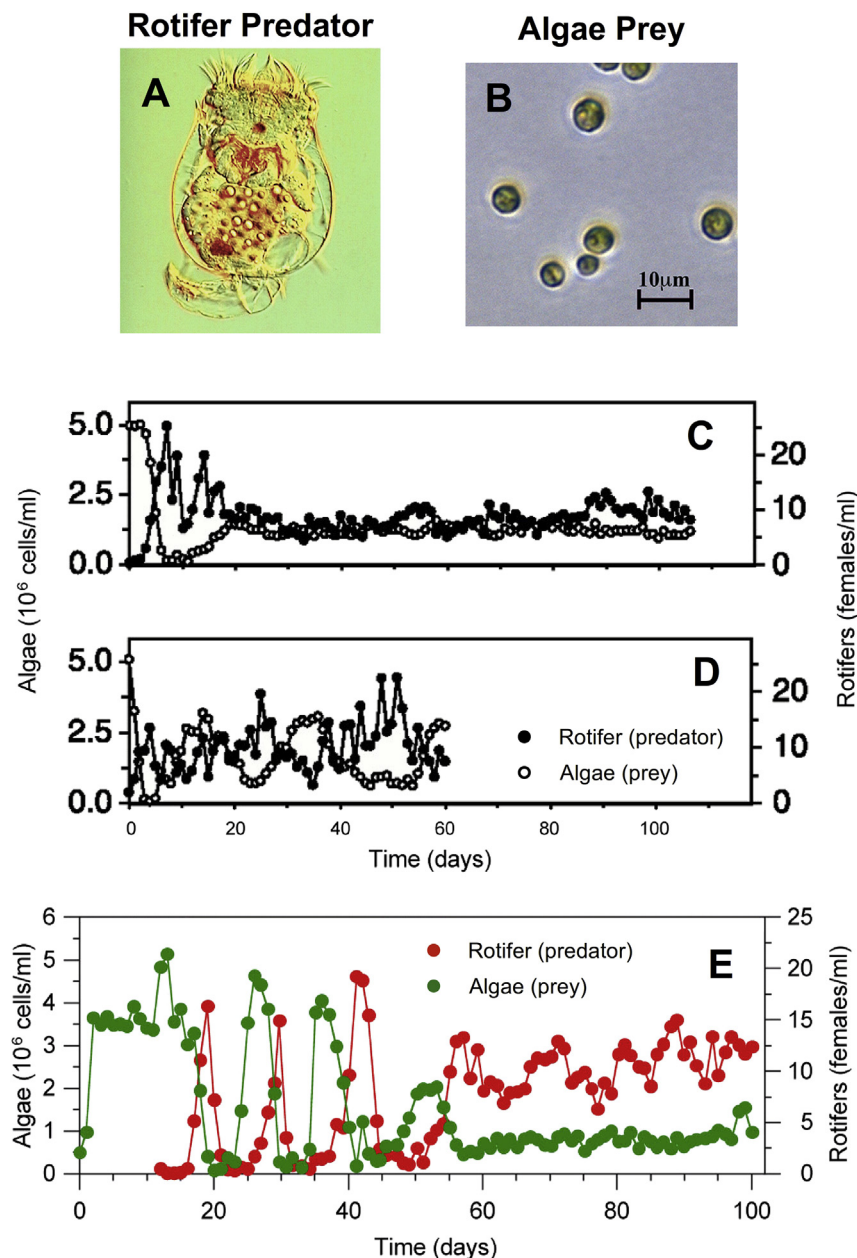 Rotifer Predator
Algae Prey
A
B
10μm
C
5.0
2.5
0.0
20
10
0
D
5.0
2.5
0.0
20
10
0
Rotifer (predator)
Algae (prey)
0
20
40
60
80
100
Time (days)
Algae (10⁶ cells/ml)
Rotifers (females/ml)
E
6
5
4
3
2
1
0
25
20
15
10
5
0
Rotifer (predator)
Algae (prey)
0
20
40
60
80
100
Time (days)
Algae (10⁶ cells/ml)
Rotifers (females/ml)